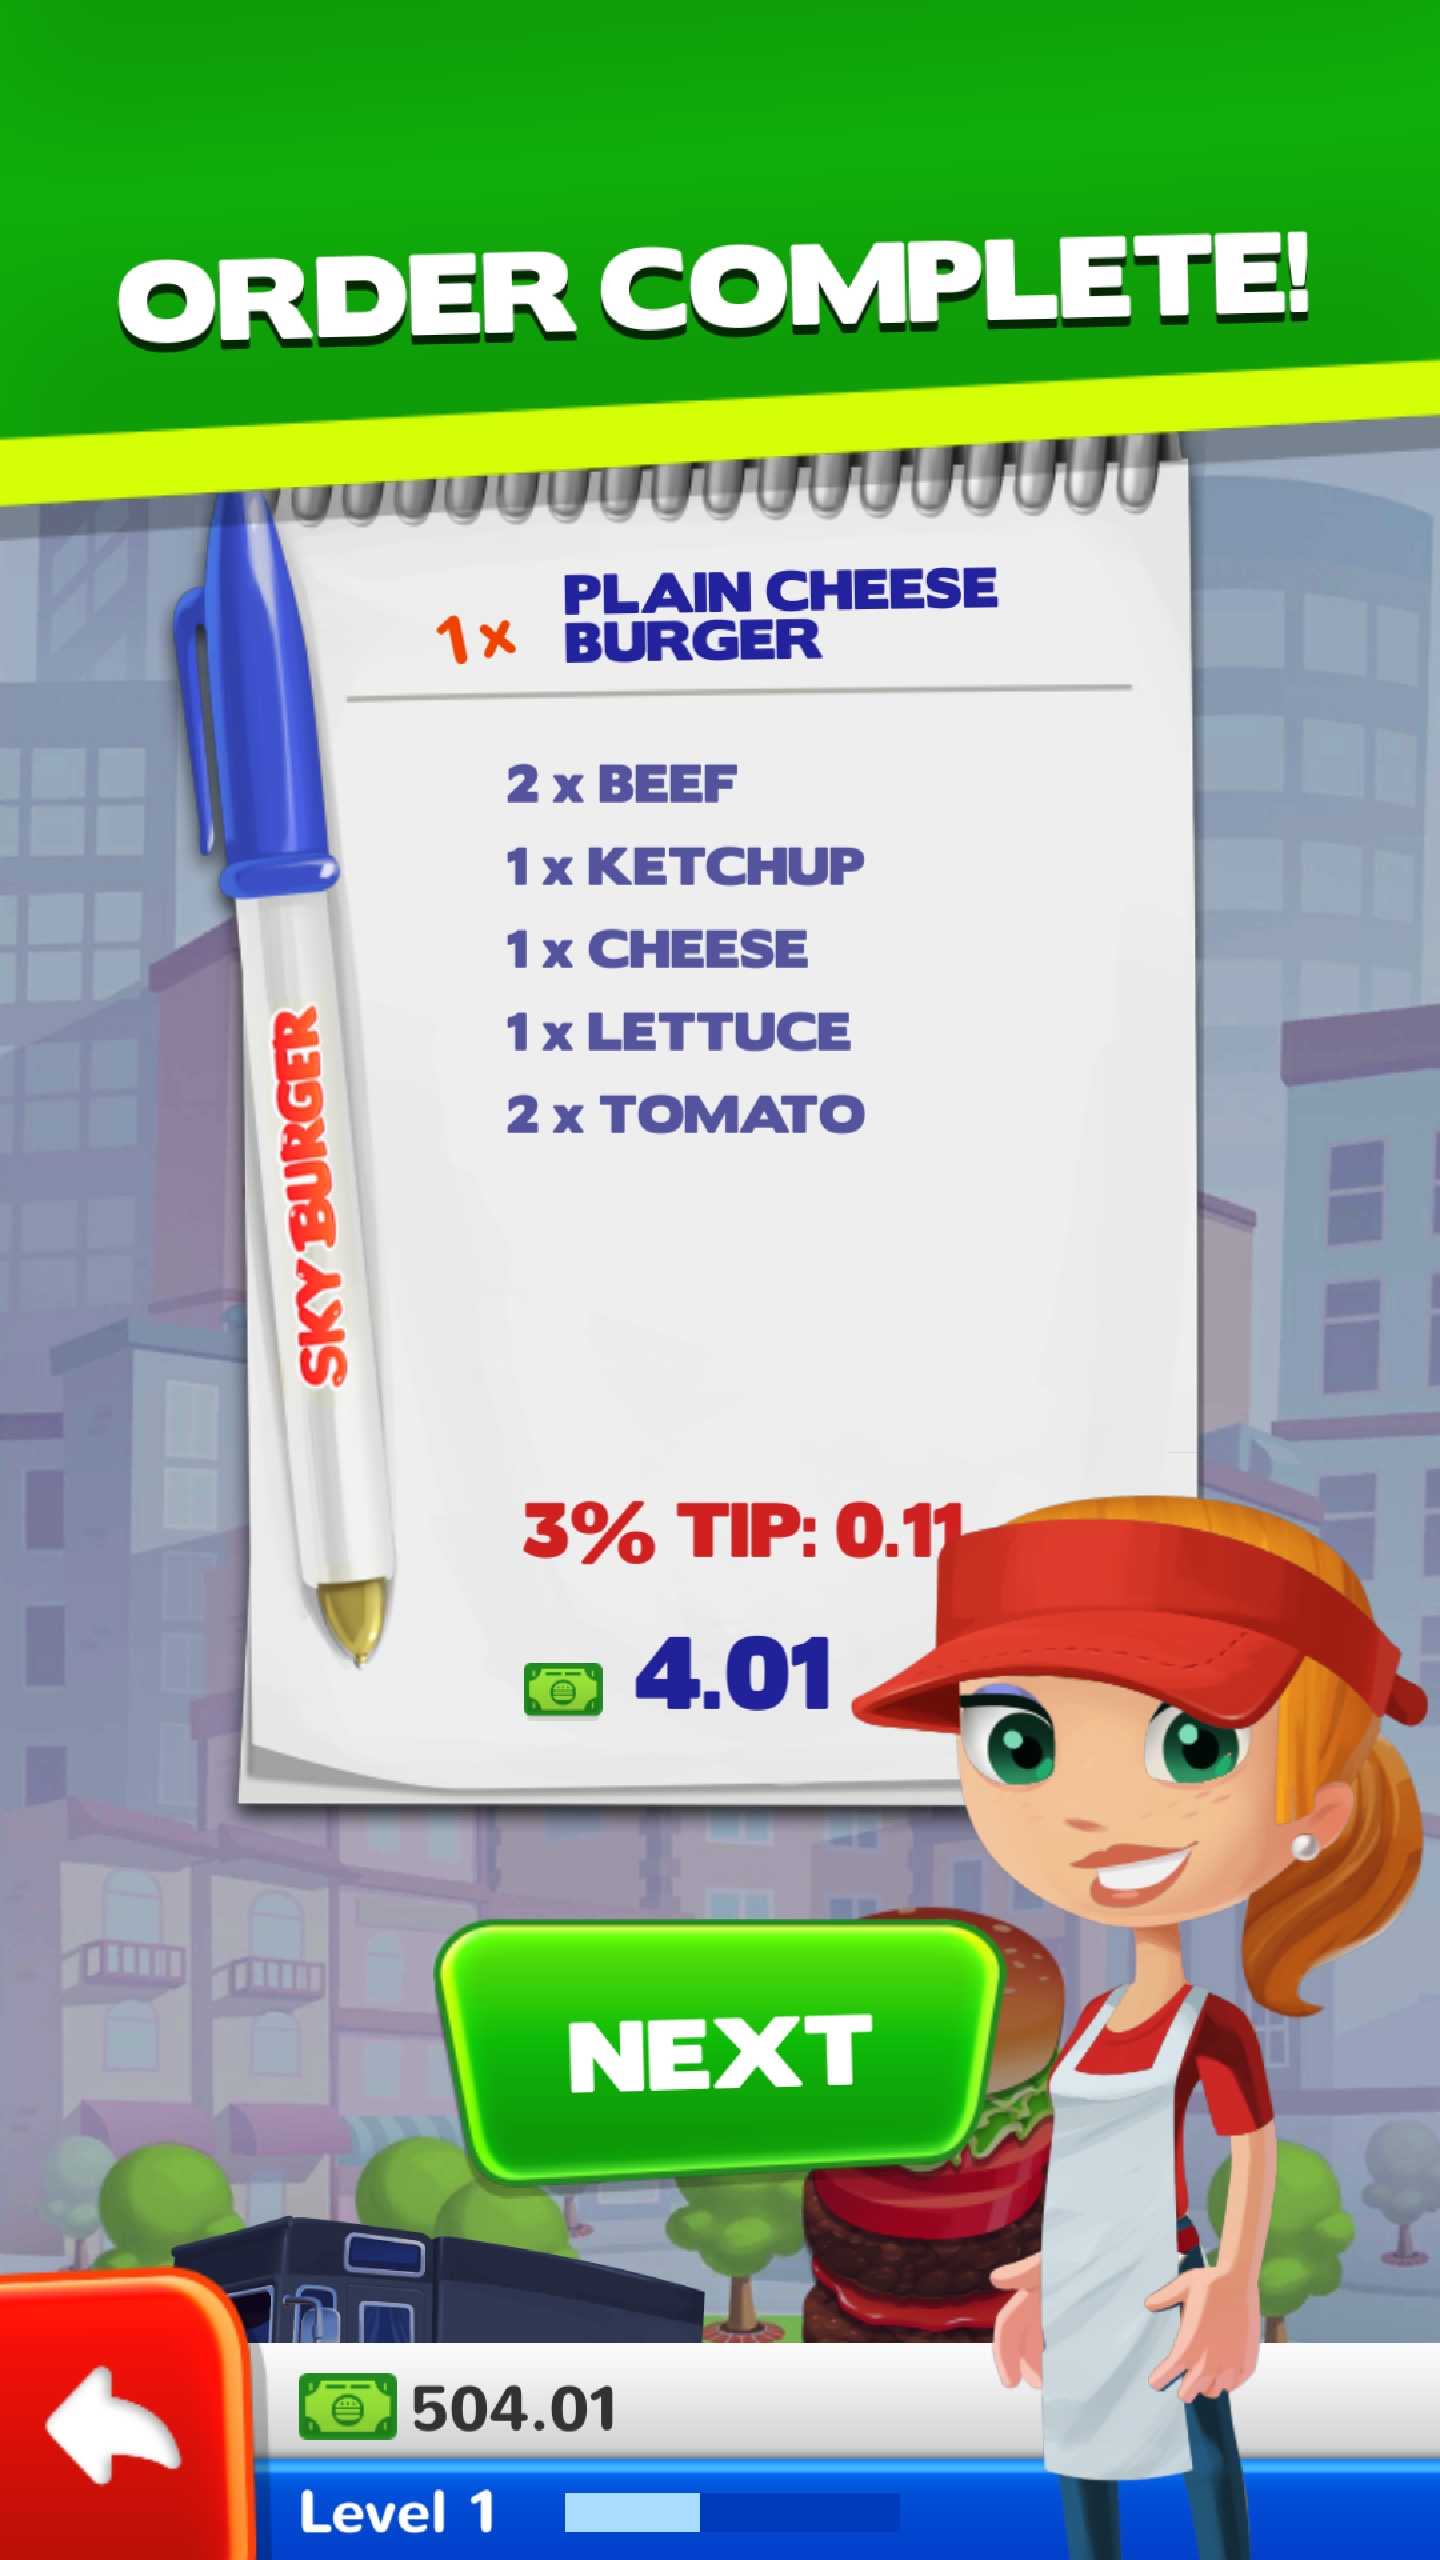 ORDER COMPLETE!
1x PLAIN CHEESE
BURGER
2 x BEEF
1 x KETCHUP
1 x CHEESE
1 x LETTUCE
2 x TOMATO
SKY BURGER
3% TIP: 0.11
4.01
NEXT
504.01
Level 1